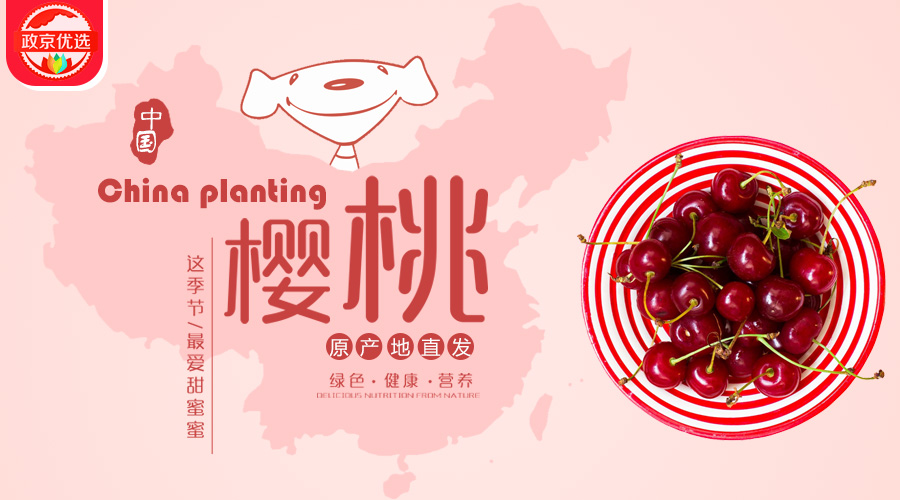 政京优选
中国
China planting
樱桃
这季节/最爱甜蜜蜜
原产地直发
绿色·健康·营养
DELICIOUS NUTRITION FROM NATURE